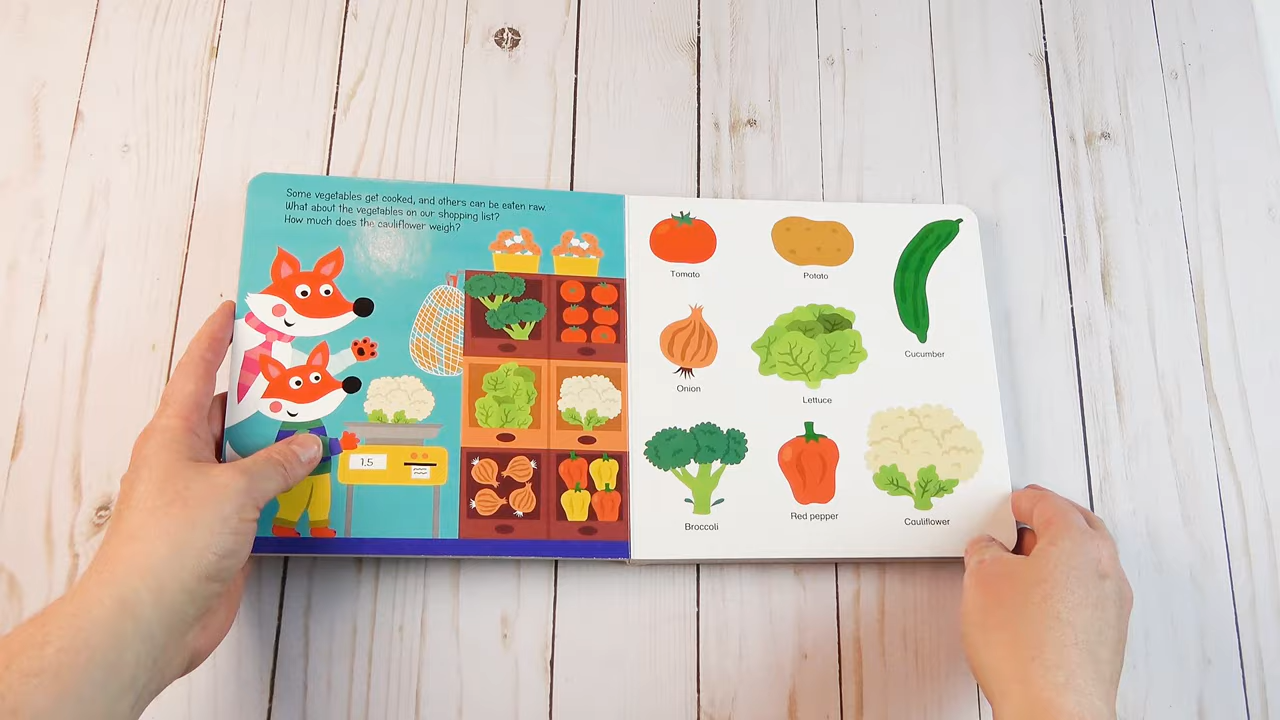 Some vegetables get cooked, and others can be eaten raw.
What about the vegetables on our shopping list?
How much does the cauliflower weigh?
1.5
Tomato
Potato
Cucumber
Onion
Lettuce
Broccoli
Red pepper
Cauliflower